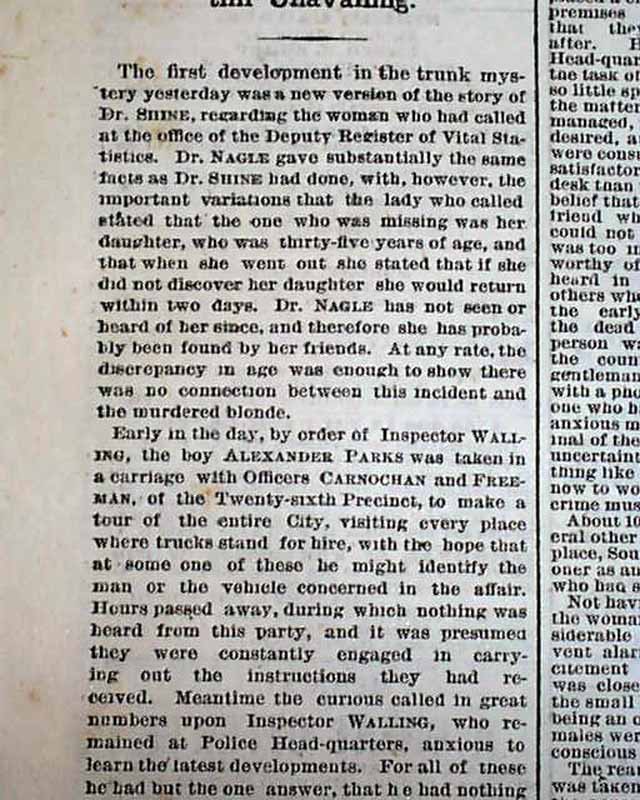 Unavailing.
The first development in the trunk mys-
tery yesterday was a new version of the story of
Dr. SHINE, regarding the woman who had called
at the office of the Deputy Register of Vital Sta-
tistics. Dr. NAGLE gave substantially the same
facts as Dr. SHINE had done, with, however, the
important variations that the lady who called
stated that the one who was missing was her
daughter, who was thirty-five years of age, and
that when she went out she stated that if she
did not discover her daughter she would return
within two days. Dr. NAGLE has not seen or
heard of her since, and therefore she has proba-
bly been found by her friends. At any rate, the
discrepancy in age was enough to show there
was no connection between this incident and
the murdered blonde.
Early in the day, by order of Inspector WALL-
ING, the boy ALEXANDER PARKS was taken in
a carriage with Officers CARNOCHAN and FREE-
MAN, of the Twenty-sixth Precinct, to make a
tour of the entire City, visiting every place
where trucks stand for hire, with the hope that
at some one of these he might identify the
man or the vehicle concerned in the affair.
Hours passed away, during which nothing was
heard from this party, and it was presumed
they were constantly engaged in carry-
ing out the instructions they had re-
ceived. Meantime the curious called in great
numbers upon Inspector WALLING, who re-
mained at Police Head-quarters, anxious to
learn the latest developments. For all of these
he had but the one answer, that he had nothing
premises
that they
after. H
Head-quar
the task of
so little sp
the matter
managed,
desired, a
were consi
satisfactor
desk than
belief that
friend wh
could not
was too m
worthy of
heard in
others wh
the early
the dead
person wa
the coun
gentleman
with a pho
one who h
anxious m
inal of the
uncertaint
thing like
now to wo
crime mus
About 10
eral other
place, Sou
oner as an
who had s
Not havi
the woma
siderable
vent alar
citement
was close
the small
being an o
males wer
conscious
The rea
was taken